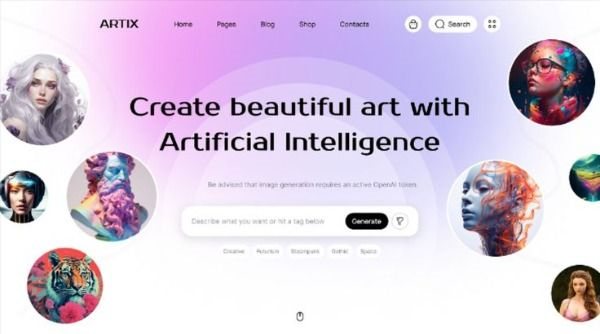 ARTIX
Home Pages Blog Shop Contacts
Search
Create beautiful art with
Artificial Intelligence
Be advised that image generation requires an active OpenAI token.
Describe what you want or hit a tag below
Generate
Creative Futurism Steampunk Gothic Space